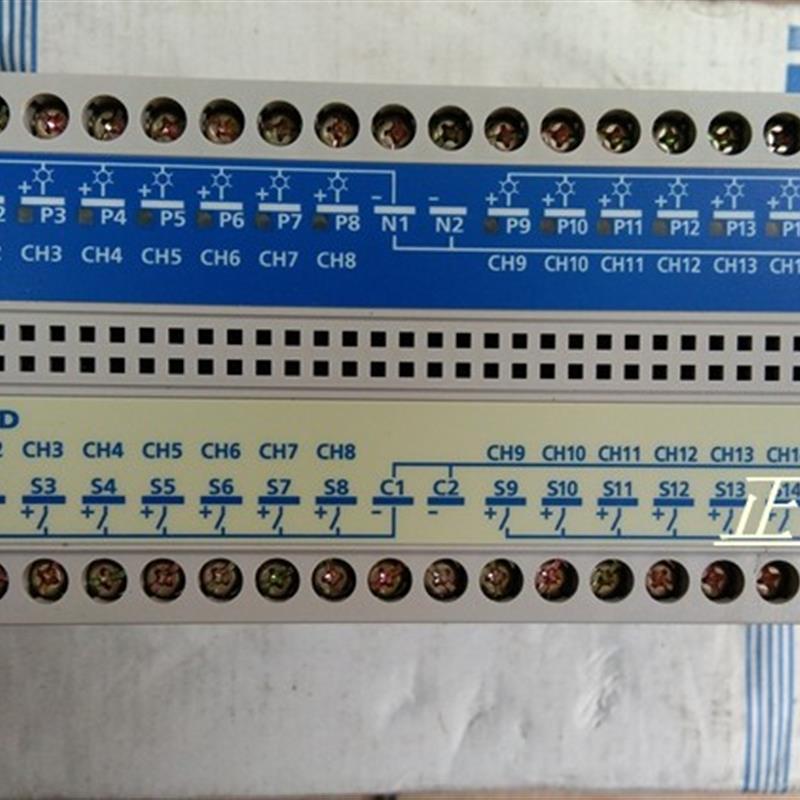 P3 P4 P5 P6 P7 P8 N1 N2 P9 P10 P11 P12 P13
CH3 CH4 CH5 CH6 CH7 CH8 CH9 CH10 CH11 CH12 CH13
D
CH3 CH4 CH5 CH6 CH7 CH8 CH9 CH10 CH11 CH12 CH13
S3 S4 S5 S6 S7 S8 C1 C2 S9 S10 S11 S12 S13